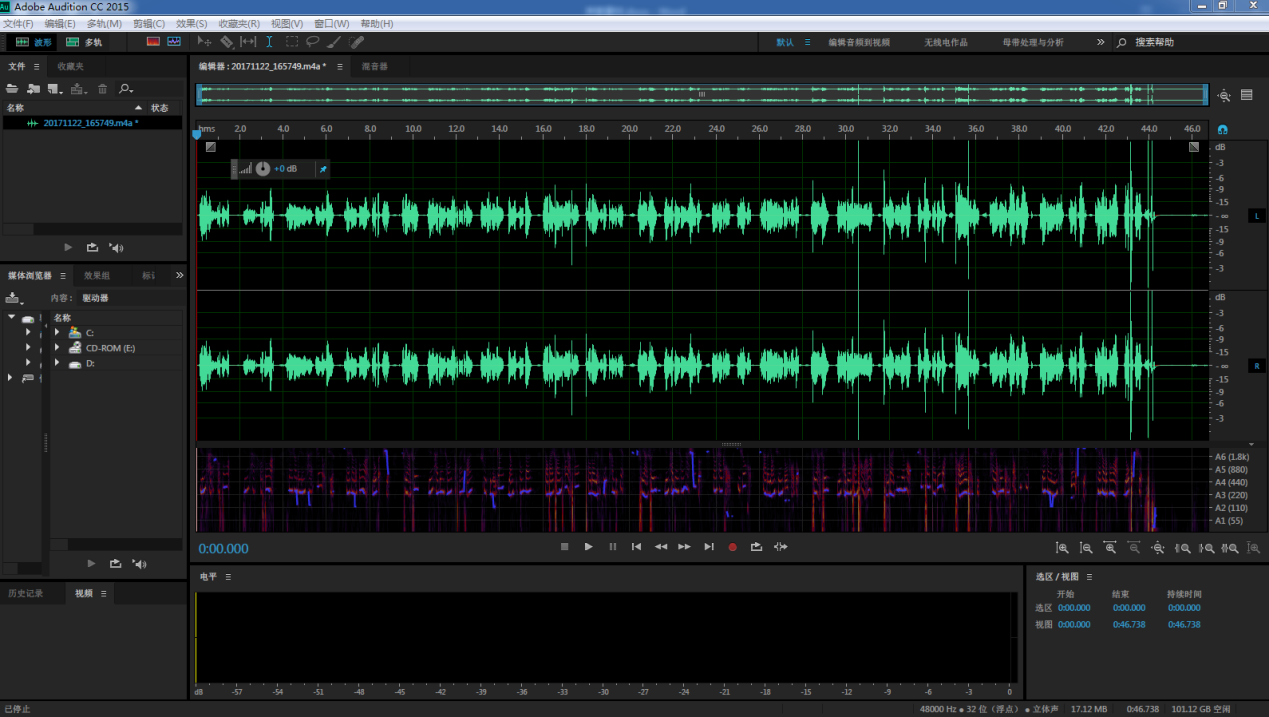 Adobe Audition CC 2015
文件(F) 编辑(E) 多轨(M) 剪辑(C) 效果(S) 收藏夹(R) 视图(V) 窗口(W) 帮助(H)
波形 多轨 默认 编辑音频到视频 无线电作品 母带处理与分析 搜索帮助
文件 收藏夹
名称 状态
20171122_165749.m4a *
编辑器 : 20171122_165749.m4a * 混音器
hms 2.0 4.0 6.0 8.0 10.0 12.0 14.0 16.0 18.0 20.0 22.0 24.0 26.0 28.0 30.0 32.0 34.0 36.0 38.0 40.0 42.0 44.0 46.0
+0 dB
dB
-3
-6
-9
-15
-∞
-15
-9
-6
-3
L
dB
-3
-6
-9
-15
-∞
-15
-9
-6
-3
R
媒体浏览器 效果组
内容: 驱动器
名称
C:
CD-ROM (E:)
D:
A6 (1.8k)
A5 (880)
A4 (440)
A3 (220)
A2 (110)
A1 (55)
0:00.000
历史记录 视频
电平
dB -57 -54 -51 -48 -45 -42 -39 -36 -33 -30 -27 -24 -21 -18 -15 -12 -9 -6 -3 0
选区 / 视图
开始 结束 持续时间
选区 0:00.000 0:00.000 0:00.000
视图 0:00.000 0:46.738 0:46.738
已停止
48000 Hz ● 32 位 (浮点) ● 立体声 17.12 MB 0:46.738 101.12 GB 空闲